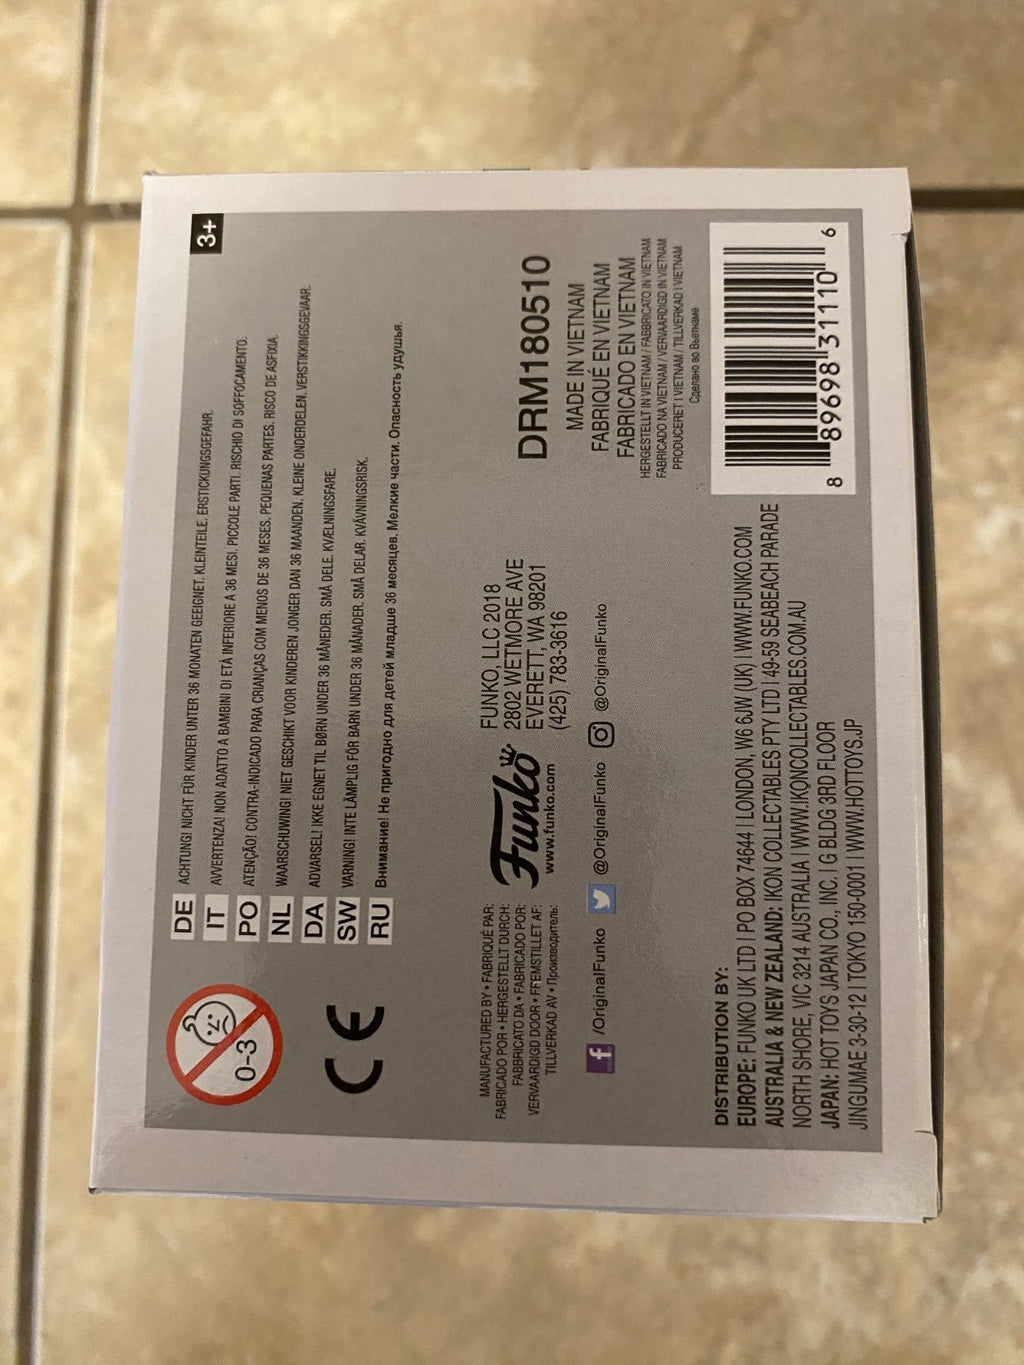 3+
DE ACHTUNG! NICHT FÜR KINDER UNTER 36 MONATEN GEEIGNET. KLEINTEILE. ERSTICKUNGSGEFAHR.
IT AVVERTENZA! NON ADATTO A BAMBINI DI ETÀ INFERIORE A 36 MESI. PICCOLE PARTI. RISCHIO DI SOFFOCAMENTO.
PO ATENÇÃO! CONTRA-INDICADO PARA CRIANÇAS COM MENOS DE 36 MESES. PEQUENAS PARTES. RISCO DE ASFIXIA.
NL WAARSCHUWING! NIET GESCHIKT VOOR KINDEREN JONGER DAN 36 MAANDEN. KLEINE ONDERDELEN. VERSTIKKINGSGEVAAR.
DA ADVARSEL! IKKE EGNET TIL BØRN UNDER 36 MÅNEDER. SMÅ DELE. KVÆLNINGSFARE.
SW VARNING! INTE LÄMPLIG FÖR BARN UNDER 36 MÅNADER. SMÅ DELAR. KVÄVNINGSRISK.
RU Внимание! Не пригодно для детей младше 36 месяцев. Мелкие части. Опасность удушья.
0-3
CE
MANUFACTURED BY • FABRIQUÉ PAR:
FABRICADO POR • HERGESTELLT DURCH:
FABBRICATO DA • FABRICADO POR:
VERVAARDIGD DOOR • FFEMSTILLET AF:
TILLVERKAD AV • Производитель:
Funko
www.funko.com
FUNKO, LLC 2018
2802 WETMORE AVE
EVERETT, WA 98201
(425) 783-3616
f /OriginalFunko @OriginalFunko @OriginalFunko
DRM180510
MADE IN VIETNAM
FABRIQUÉ EN VIETNAM
FABRICADO EN VIETNAM
HERGESTELLT IN VIETNAM / FABBRICATO IN VIETNAM
FABRICADO NA VIETNAM / VERVAARDIGD IN VIETNAM
PRODUCERET I VIETNAM / TILLVERKAD I VIETNAM
Сделано во Вьетнаме
DISTRIBUTION BY:
EUROPE: FUNKO UK LTD | PO BOX 74644 | LONDON, W6 6JW (UK) | WWW.FUNKO.COM
AUSTRALIA & NEW ZEALAND: IKON COLLECTABLES PTY LTD | 49-59 SEABEACH PARADE
NORTH SHORE, VIC 3214 AUSTRALIA | WWW.IKONCOLLECTABLES.COM.AU
JAPAN: HOT TOYS JAPAN CO., INC. | G BLDG 3RD FLOOR
JINGUMAE 3-30-12 | TOKYO 150-0001 | WWW.HOTTOYS.JP
8 89698 31110 6